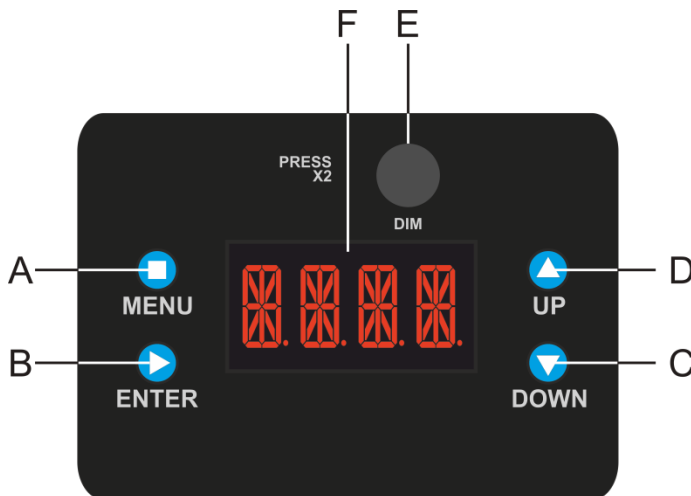 F E
PRESS
X2
DIM
A D
MENU UP
B C
ENTER DOWN